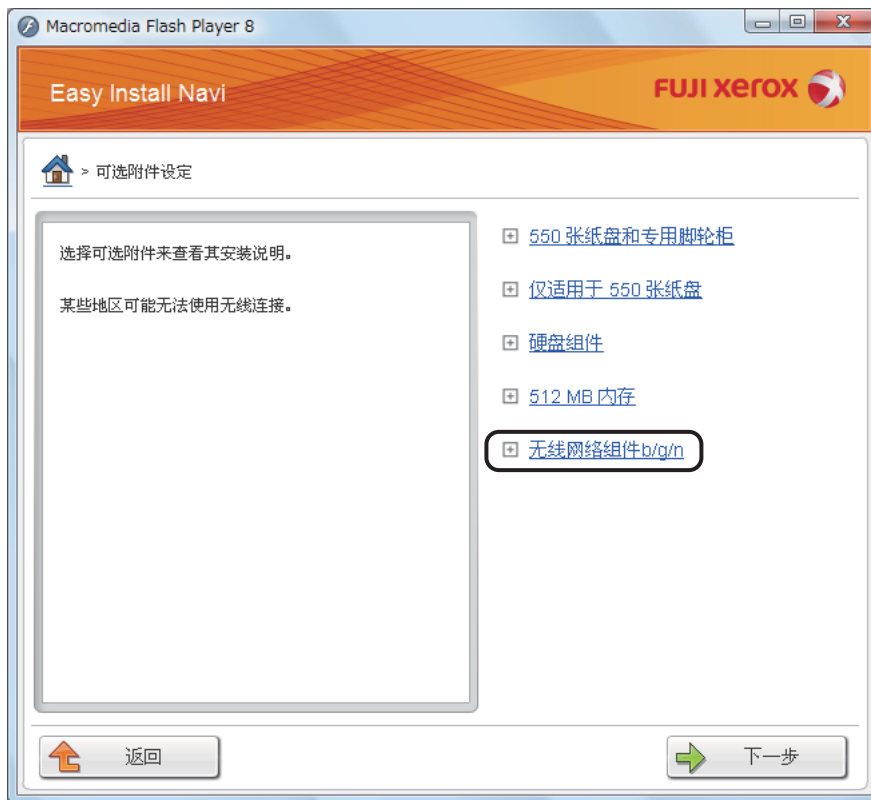 Macromedia Flash Player 8
Easy Install Navi
FUJI xerox
> 可选附件设定
选择可选附件来查看其安装说明。
某些地区可能无法使用无线连接。
550 张纸盘和专用脚轮柜
仅适用于 550 张纸盘
硬盘组件
512 MB 内存
无线网络组件b/g/n
返回
下一步